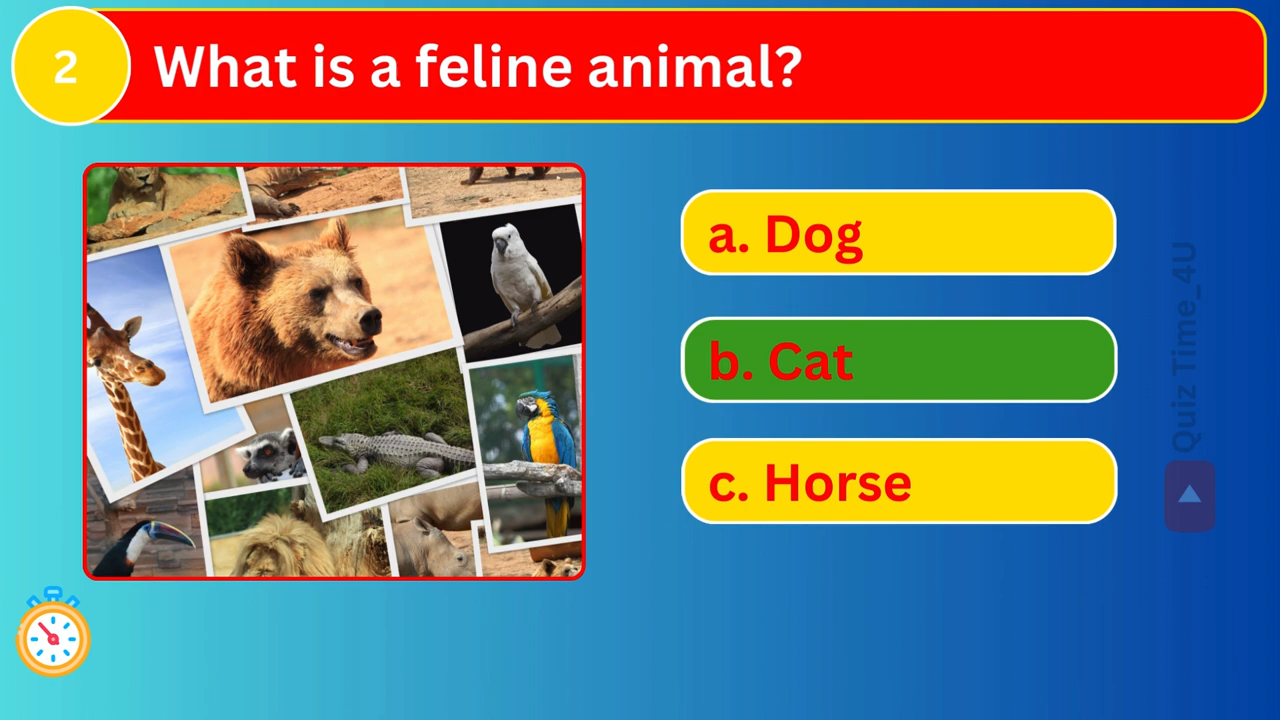 2
What is a feline animal?
a. Dog
b. Cat
c. Horse
Quiz Time_4U